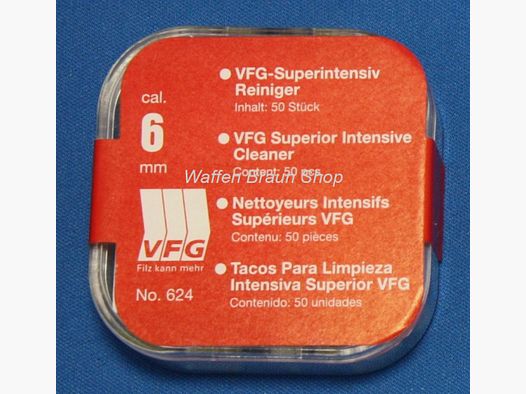 cal.
6
mm
VFG
Filz kann mehr
No. 624
● VFG-Superintensiv
Reiniger
Inhalt: 50 Stück
● VFG Superior Intensive
Cleaner
Content: 50 pcs
Waffen Braun Shop
● Nettoyeurs Intensifs
Supérieurs VFG
Contenu: 50 pièces
● Tacos Para Limpieza
Intensiva Superior VFG
Contenido: 50 unidades